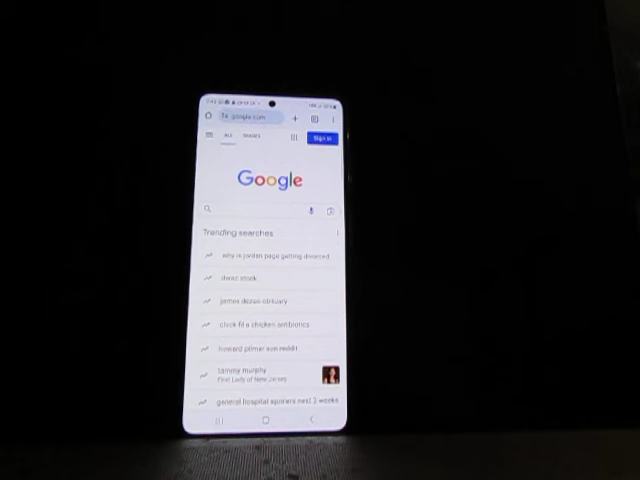 google.com
ALL IMAGES
Sign in
Google
Trending searches
why is jordan page getting divorced
dwac stock
james dezao obituary
chick fil a chicken antibiotics
howard pilmer son reddit
tammy murphy
First Lady of New Jersey
general hospital spoilers next 2 weeks